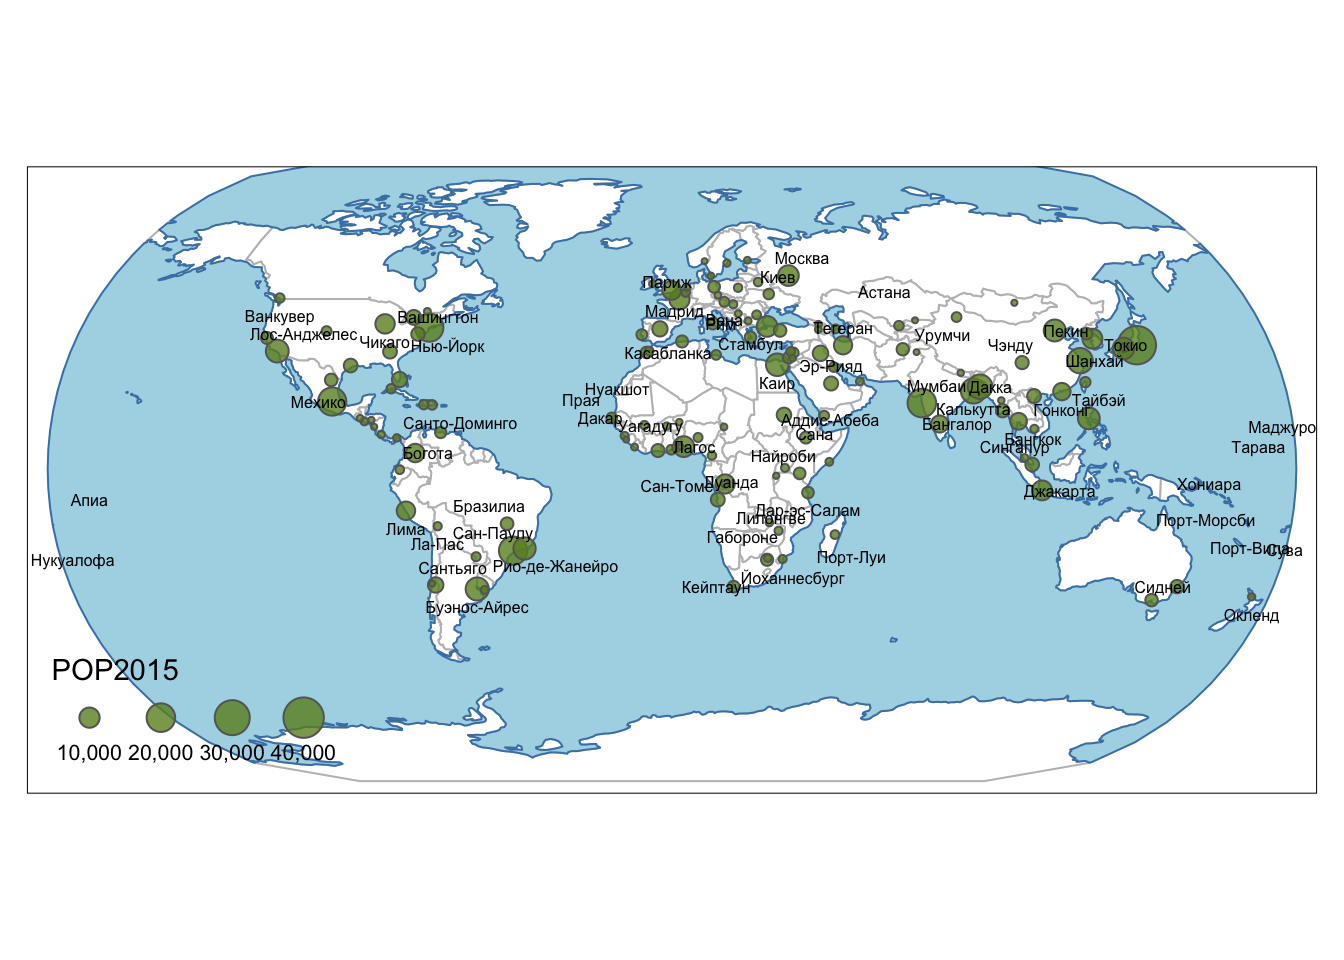 Москва
Париж
Киев
Астана
Ванкувер
Вашингтон
Мадрид
Вена
Рим
Лос-Анджелес
Чикаго
Нью-Йорк
Стамбул
Тегеран
Урумчи
Чэнду
Пекин
Токио
Касабланка
Шанхай
Эр-Рияд
Каир
Нуакшот
Прая
Мумбаи
Дакка
Мехико
Тайбэй
Калькутта
Гонконг
Дакар
Уагадугу
Аддис-Абеба
Санто-Доминго
Бангалор
Маджуро
Сана
Бангкок
Лагос
Сингапур
Тарава
Богота
Найроби
Сан-Томе
Луанда
Хониара
Джакарта
Апиа
Бразилиа
Дар-эс-Салам
Лилонгве
Порт-Морсби
Лима
Сан-Паулу
Габороне
Ла-Пас
Порт-Вила
Сува
Порт-Луи
Нукуалофа
Сантьяго
Рио-де-Жанейро
Йоханнесбург
Кейптаун
Сидней
Буэнос-Айрес
Окленд
POP2015
10,000 20,000 30,000 40,000